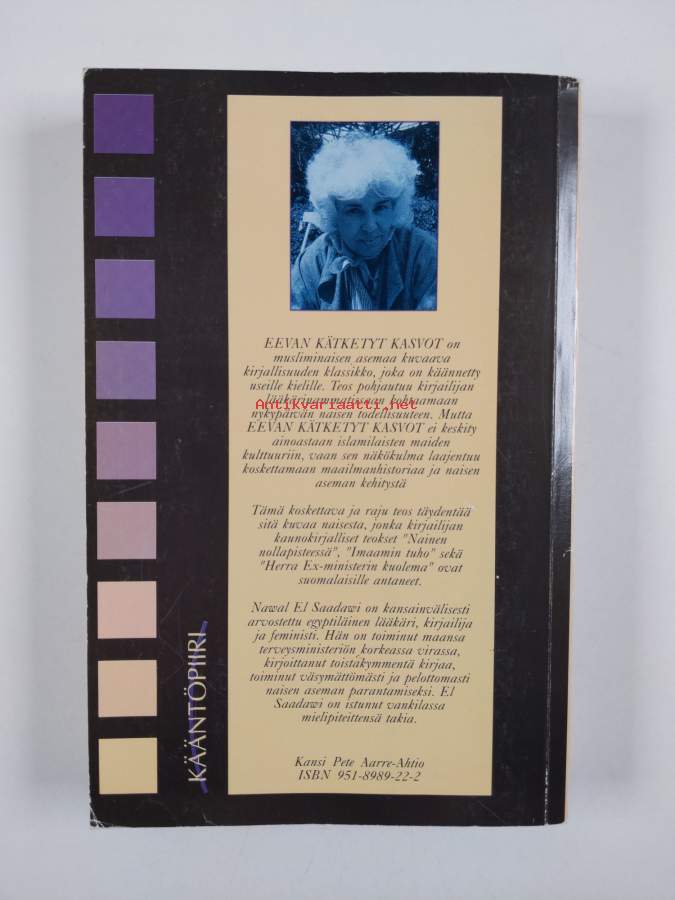 EEVAN KÄTKETYT KASVOT on
musliminaisen asemaa kuvaava
kirjallisuuden klassikko, joka on käännetty
useille kielille. Teos pohjautuu kirjailijan
lääkärinammatissaan kohtaamaan
Antikvariaatti.net
nykypäivän naisen todellisuuteen. Mutta
EEVAN KÄTKETYT KASVOT ei keskity
ainoastaan islamilaisten maiden
kulttuuriin, vaan sen näkökulma laajentuu
koskettamaan maailmanhistoriaa ja naisen
aseman kehitystä
Tämä koskettava ja raju teos täydentää
sitä kuvaa naisesta, jonka kirjailijan
kaunokirjalliset teokset "Nainen
nollapisteessä", "Imaamin tuho" sekä
"Herra Ex-ministerin kuolema" ovat
suomalaisille antaneet.
Nawal El Saadawi on kansainvälisesti
arvostettu egyptiläinen lääkäri, kirjailija
ja feministi. Hän on toiminut maansa
terveysministeriön korkeassa virassa,
kirjoittanut toistakymmentä kirjaa,
toiminut väsymättömästi ja pelottomasti
naisen aseman parantamiseksi. El
Saadawi on istunut vankilassa
mielipiteittensä takia.
Kansi Pete Aarre-Ahtio
ISBN 951-8989-22-2
KÄÄNTÖPIIRI